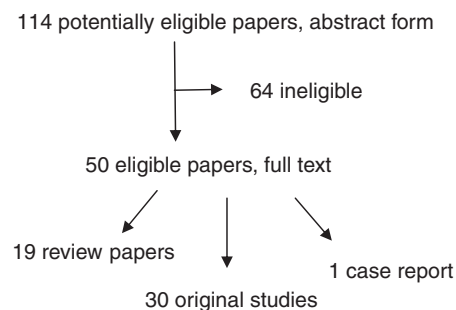 114 potentially eligible papers, abstract form
64 ineligible
50 eligible papers, full text
19 review papers
1 case report
30 original studies